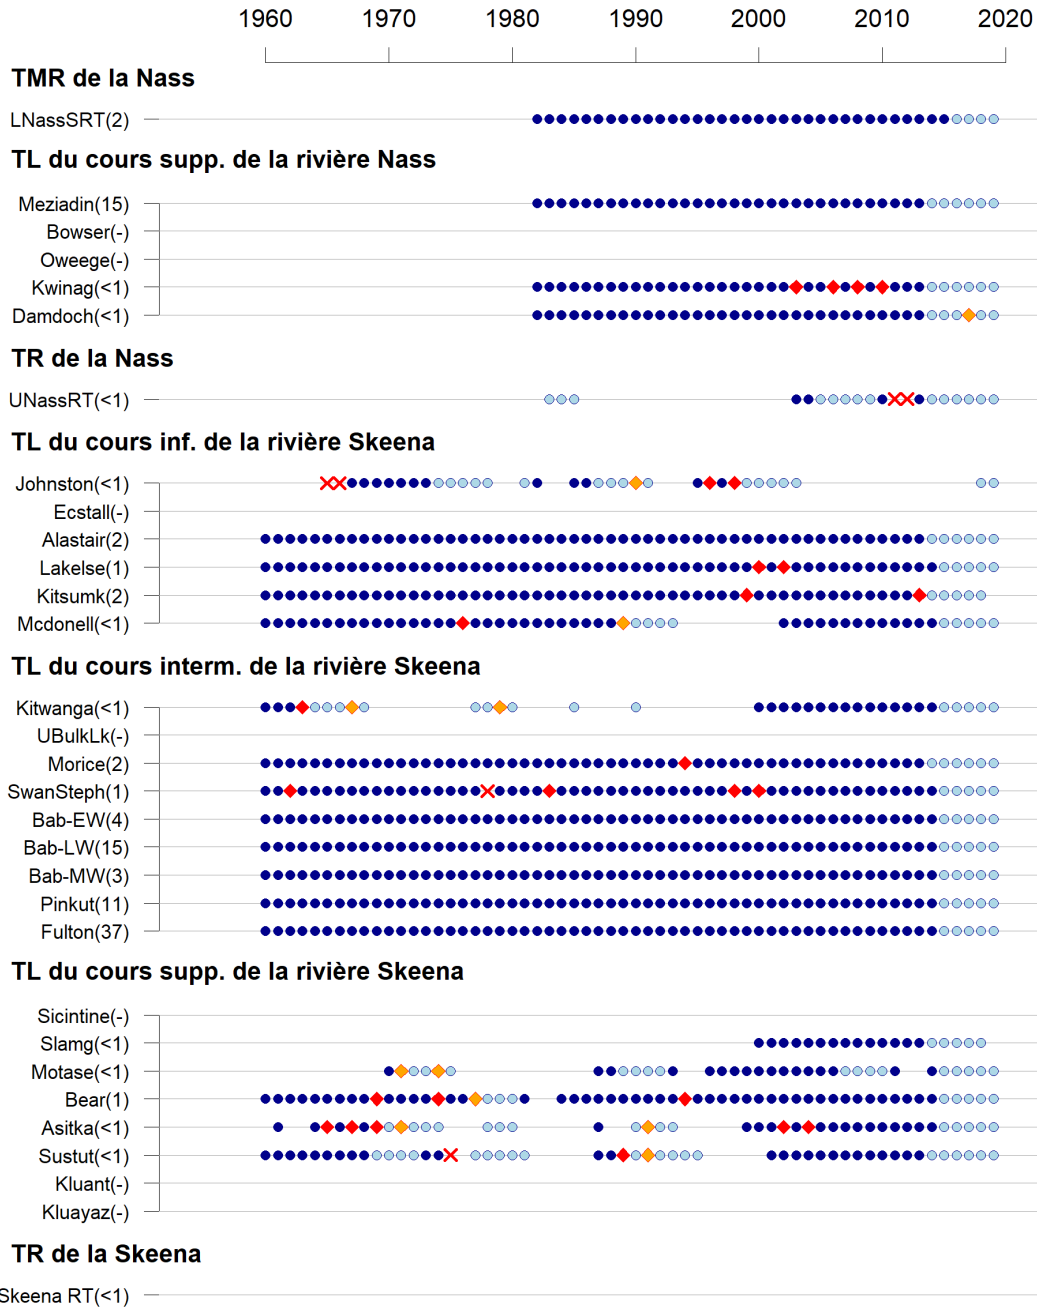 1960 1970 1980 1990 2000 2010 2020
TMR de la Nass
LNassSRT(2)
TL du cours supp. de la rivière Nass
Meziadin(15)
Bowser(-)
Oweege(-)
Kwinag(<1)
Damdoch(<1)
TR de la Nass
UNassRT(<1)
TL du cours inf. de la rivière Skeena
Johnston(<1)
Ecstall(-)
Alastair(2)
Lakelse(1)
Kitsumk(2)
Mcdonell(<1)
TL du cours interm. de la rivière Skeena
Kitwanga(<1)
UBulkLk(-)
Morice(2)
SwanSteph(1)
Bab-EW(4)
Bab-LW(15)
Bab-MW(3)
Pinkut(11)
Fulton(37)
TL du cours supp. de la rivière Skeena
Sicintine(-)
Slamg(<1)
Motase(<1)
Bear(1)
Asitka(<1)
Sustut(<1)
Kluant(-)
Kluayaz(-)
TR de la Skeena
Skeena RT(<1)